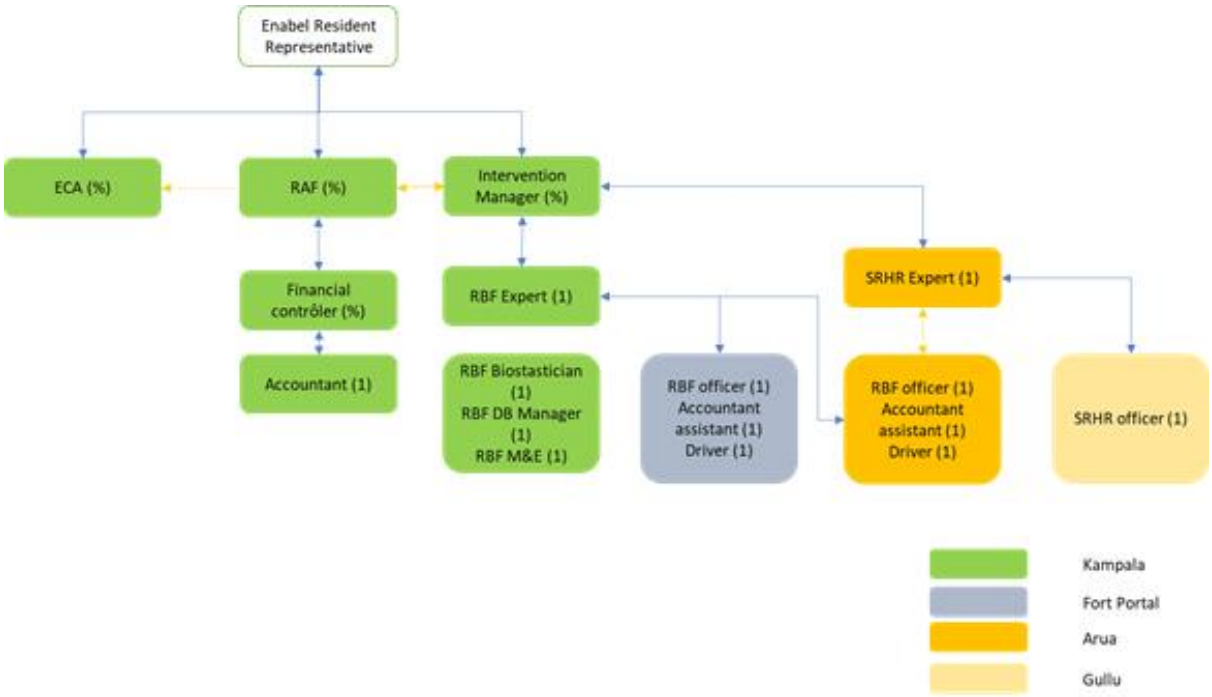 Enabel Resident
Representative
ECA (%)
RAF (%)
Intervention
Manager (%)
Financial
contrôler (%)
RBF Expert (1)
SRHR Expert (1)
Accountant (1)
RBF Biostastician
(1)
RBF DB Manager
(1)
RBF M&E (1)
RBF officer (1)
Accountant
assistant (1)
Driver (1)
RBF officer (1)
Accountant
assistant (1)
Driver (1)
SRHR officer (1)
Kampala
Fort Portal
Arua
Gullu